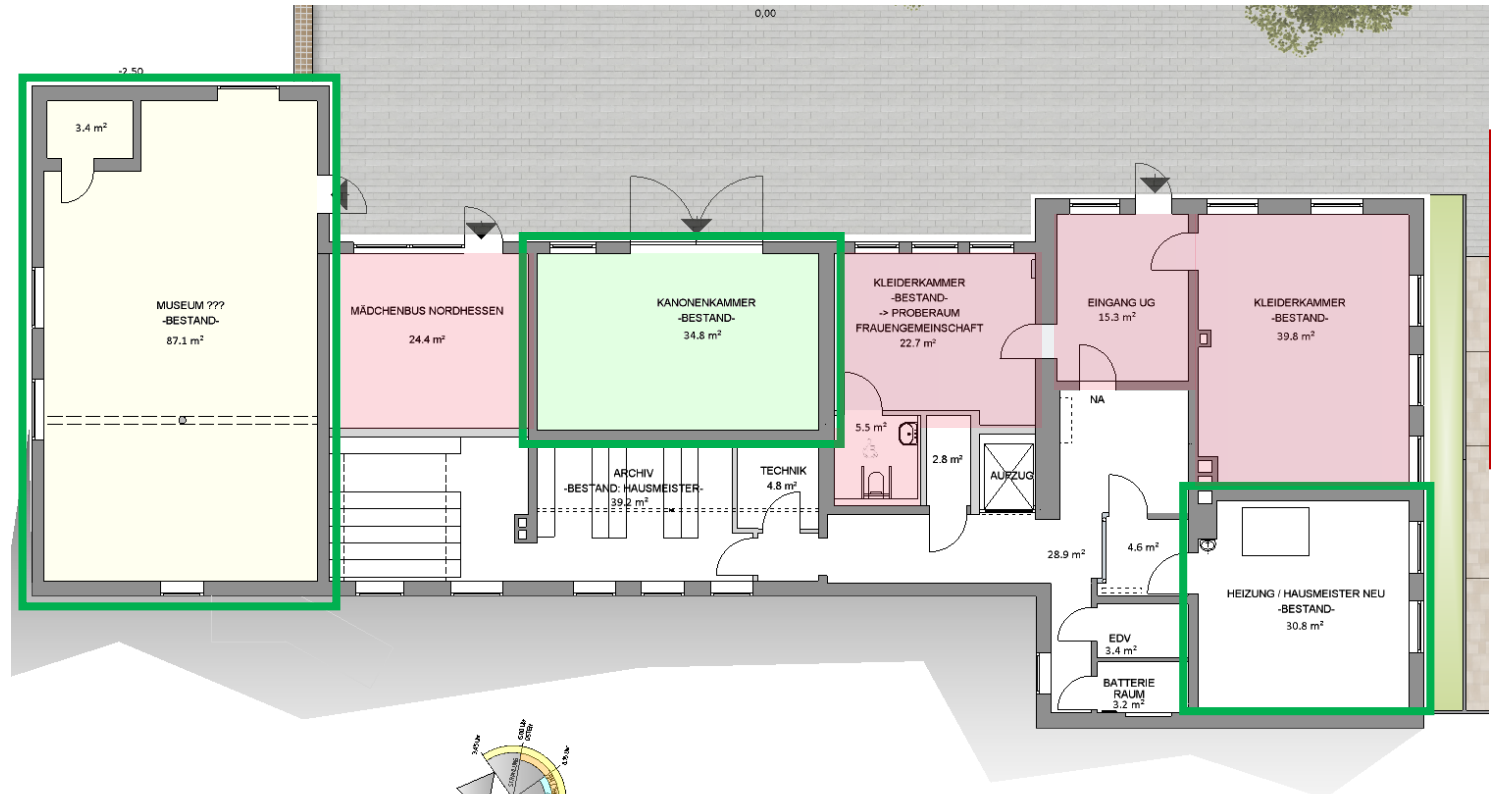 0,00
-2,50
3.4 m²
MUSEUM ???
-BESTAND-
87.1 m²
MÄDCHENBUS NORDHESSEN
24.4 m²
KANONENKAMMER
-BESTAND-
34.8 m²
KLEIDERKAMMER
-BESTAND-
-> PROBERAUM
FRAUENGEMEINSCHAFT
22.7 m²
EINGANG UG
15.3 m²
KLEIDERKAMMER
-BESTAND-
39.8 m²
NA
5.5 m²
2.8 m²
AUFZUG
ARCHIV
-BESTAND: HAUSMEISTER-
39.2 m²
TECHNIK
4.8 m²
28.9 m²
4.6 m²
HEIZUNG / HAUSMEISTER NEU
-BESTAND-
30.8 m²
EDV
3.4 m²
BATTERIE
RAUM
3.2 m²
OSTEN